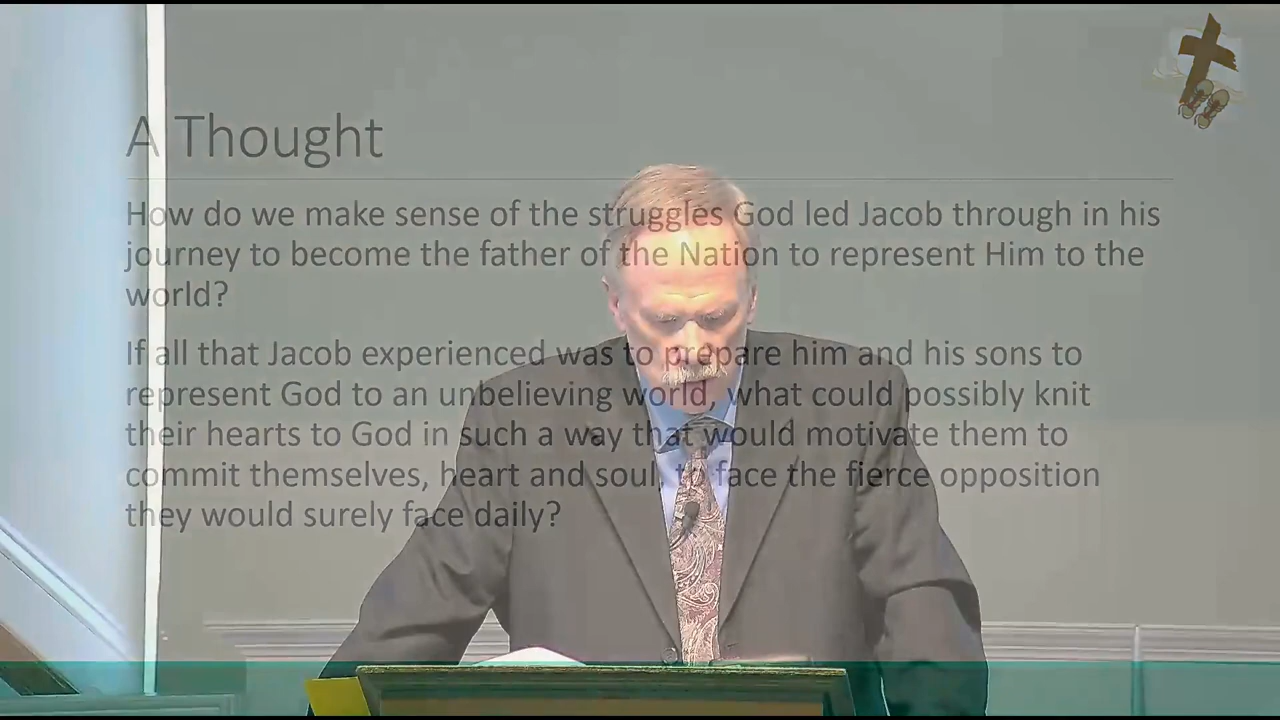 A Thought
How do we make sense of the struggles God led Jacob through in his
journey to become the father of the Nation to represent Him to the
world?
If all that Jacob experienced was to prepare him and his sons to
represent God to an unbelieving world, what could possibly knit
their hearts to God in such a way that would motivate them to
commit themselves, heart and soul, to face the fierce opposition
they would surely face daily?